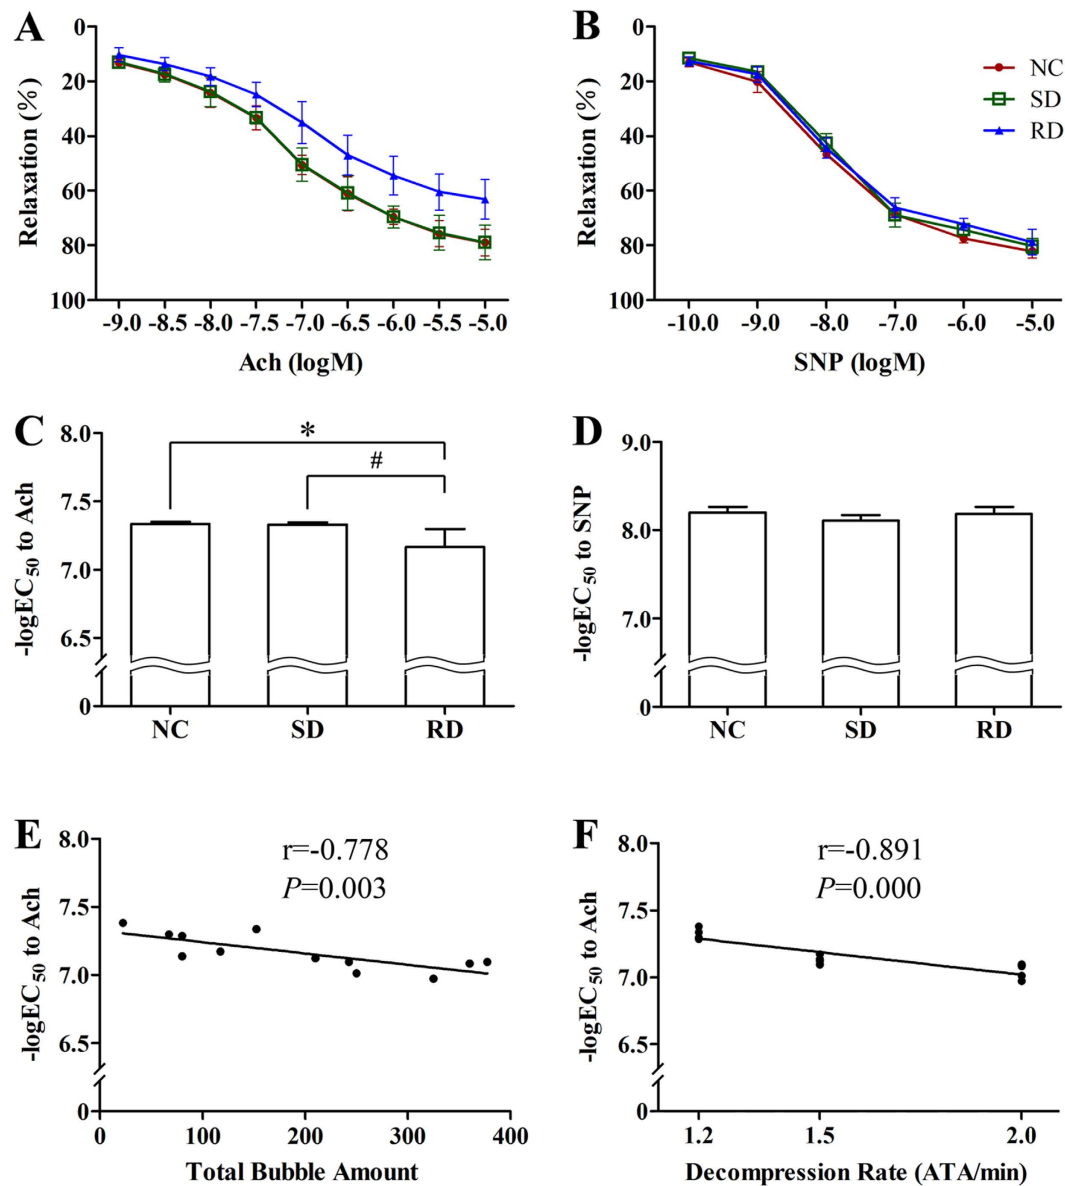 A
0
20
40
60
80
100
Relaxation (%)
-9.0 -8.5 -8.0 -7.5 -7.0 -6.5 -6.0 -5.5 -5.0
Ach (logM)
B
0
20
40
60
80
100
Relaxation (%)
-10.0 -9.0 -8.0 -7.0 -6.0 -5.0
SNP (logM)
NC
SD
RD
C
8.0
7.5
7.0
6.5
0
-logEC50 to Ach
*
#
NC SD RD
D
9.0
8.0
7.0
0
-logEC50 to SNP
NC SD RD
E
8.0
7.5
7.0
6.5
0
-logEC50 to Ach
r=-0.778
P=0.003
0 100 200 300 400
Total Bubble Amount
F
8.0
7.5
7.0
6.5
0
-logEC50 to Ach
r=-0.891
P=0.000
1.2 1.5 2.0
Decompression Rate (ATA/min)